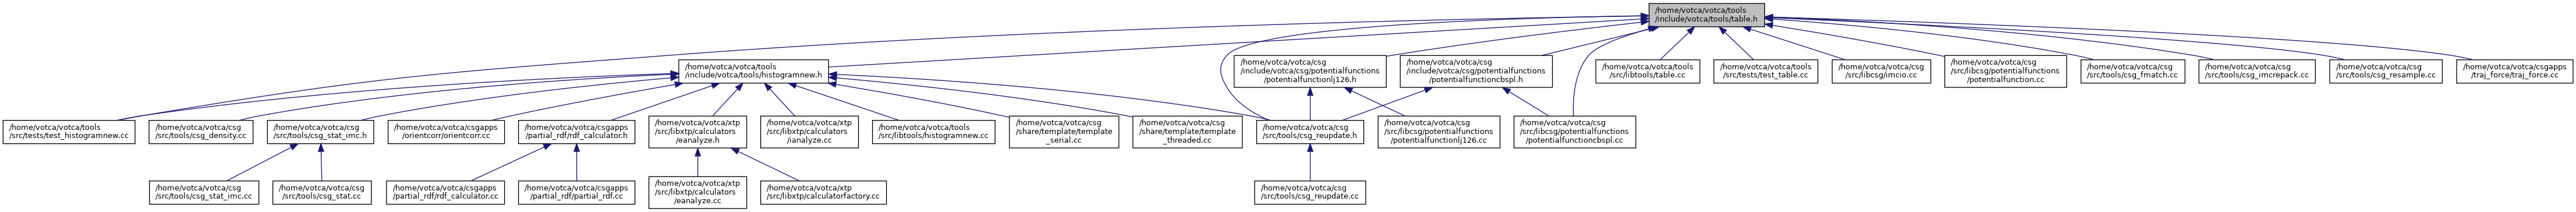 /home/votca/votca/tools
/include/votca/tools/table.h
/home/votca/votca/tools
/include/votca/tools/histogramnew.h
/home/votca/votca/csg
/include/votca/csg/potentialfunctions
/potentialfunctionlj126.h
/home/votca/votca/csg
/include/votca/csg/potentialfunctions
/potentialfunctioncbspl.h
/home/votca/votca/tools
/src/libtools/table.cc
/home/votca/votca/tools
/src/tests/test_table.cc
/home/votca/votca/csg
/src/libcsg/imcio.cc
/home/votca/votca/csg
/src/libcsg/potentialfunctions
/potentialfunction.cc
/home/votca/votca/csg
/src/tools/csg_fmatch.cc
/home/votca/votca/csg
/src/tools/csg_imcrepack.cc
/home/votca/votca/csg
/src/tools/csg_resample.cc
/home/votca/votca/csgapps
/traj_force/traj_force.cc
/home/votca/votca/tools
/src/tests/test_histogramnew.cc
/home/votca/votca/csg
/src/tools/csg_density.cc
/home/votca/votca/csg
/src/tools/csg_stat_imc.h
/home/votca/votca/csgapps
/orientcorr/orientcorr.cc
/home/votca/votca/csgapps
/partial_rdf/rdf_calculator.h
/home/votca/votca/xtp
/src/libxtp/calculators
/eanalyze.h
/home/votca/votca/xtp
/src/libxtp/calculators
/ianalyze.cc
/home/votca/votca/tools
/src/libtools/histogramnew.cc
/home/votca/votca/csg
/share/template/template
_serial.cc
/home/votca/votca/csg
/share/template/template
_threaded.cc
/home/votca/votca/csg
/src/tools/csg_reupdate.h
/home/votca/votca/csg
/src/libcsg/potentialfunctions
/potentialfunctionlj126.cc
/home/votca/votca/csg
/src/libcsg/potentialfunctions
/potentialfunctioncbspl.cc
/home/votca/votca/csg
/src/tools/csg_stat_imc.cc
/home/votca/votca/csg
/src/tools/csg_stat.cc
/home/votca/votca/csgapps
/partial_rdf/rdf_calculator.cc
/home/votca/votca/csgapps
/partial_rdf/partial_rdf.cc
/home/votca/votca/xtp
/src/libxtp/calculators
/eanalyze.cc
/home/votca/votca/xtp
/src/libxtp/calculatorfactory.cc
/home/votca/votca/csg
/src/tools/csg_reupdate.cc